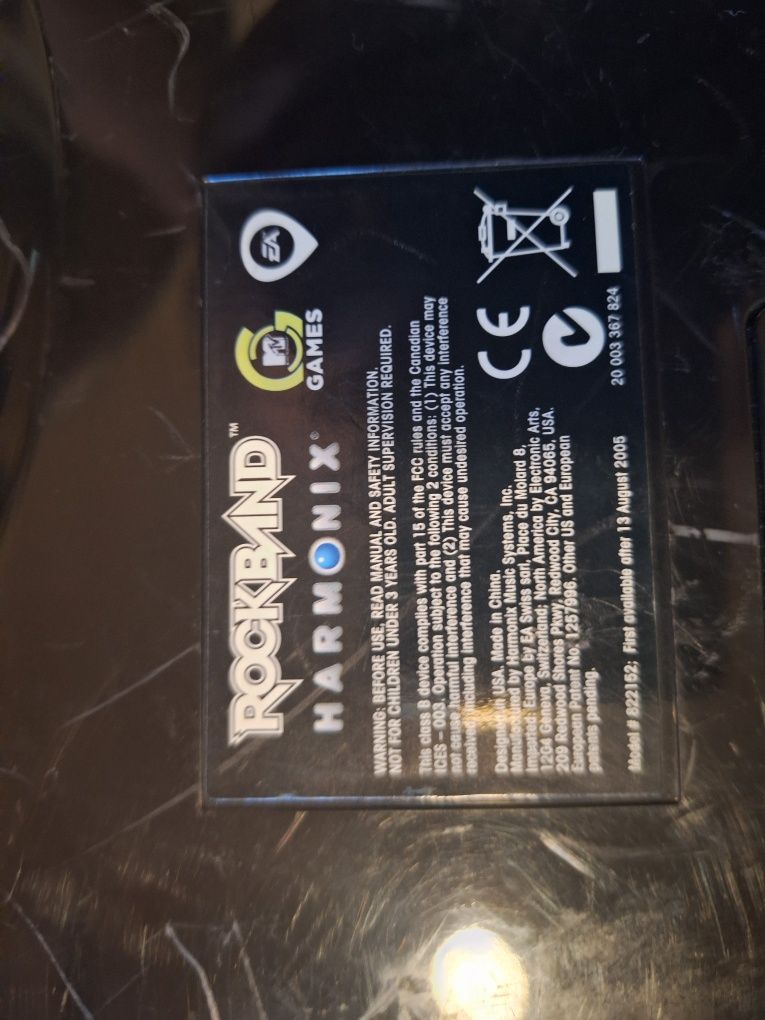 ROCKBAND™
HARMONIX®
MTV
GAMES
EA
WARNING: BEFORE USE, READ MANUAL AND SAFETY INFORMATION.
NOT FOR CHILDREN UNDER 3 YEARS OLD. ADULT SUPERVISION REQUIRED.
This class B device complies with part 15 of the FCC rules and the Canadian
ICES - 003. Operation subject to the following 2 conditions: (1) This device may
not cause harmful interference and (2) This device must accept any interference
received, including interference that may cause undesired operation.
Designed in USA. Made in China.
Manufactured by Harmonix Music Systems, Inc.
Imported: Europe by EA Swiss sarl, Place du Molard 8,
1204 Geneva, Switzerland; North America by Electronic Arts,
209 Redwood Shores Pkwy, Redwood City, CA 94065, USA.
European Patent No. 1257996. Other US and European
patents pending.
CE
Model # 822152; First available after 13 August 2005
20 003 367 824